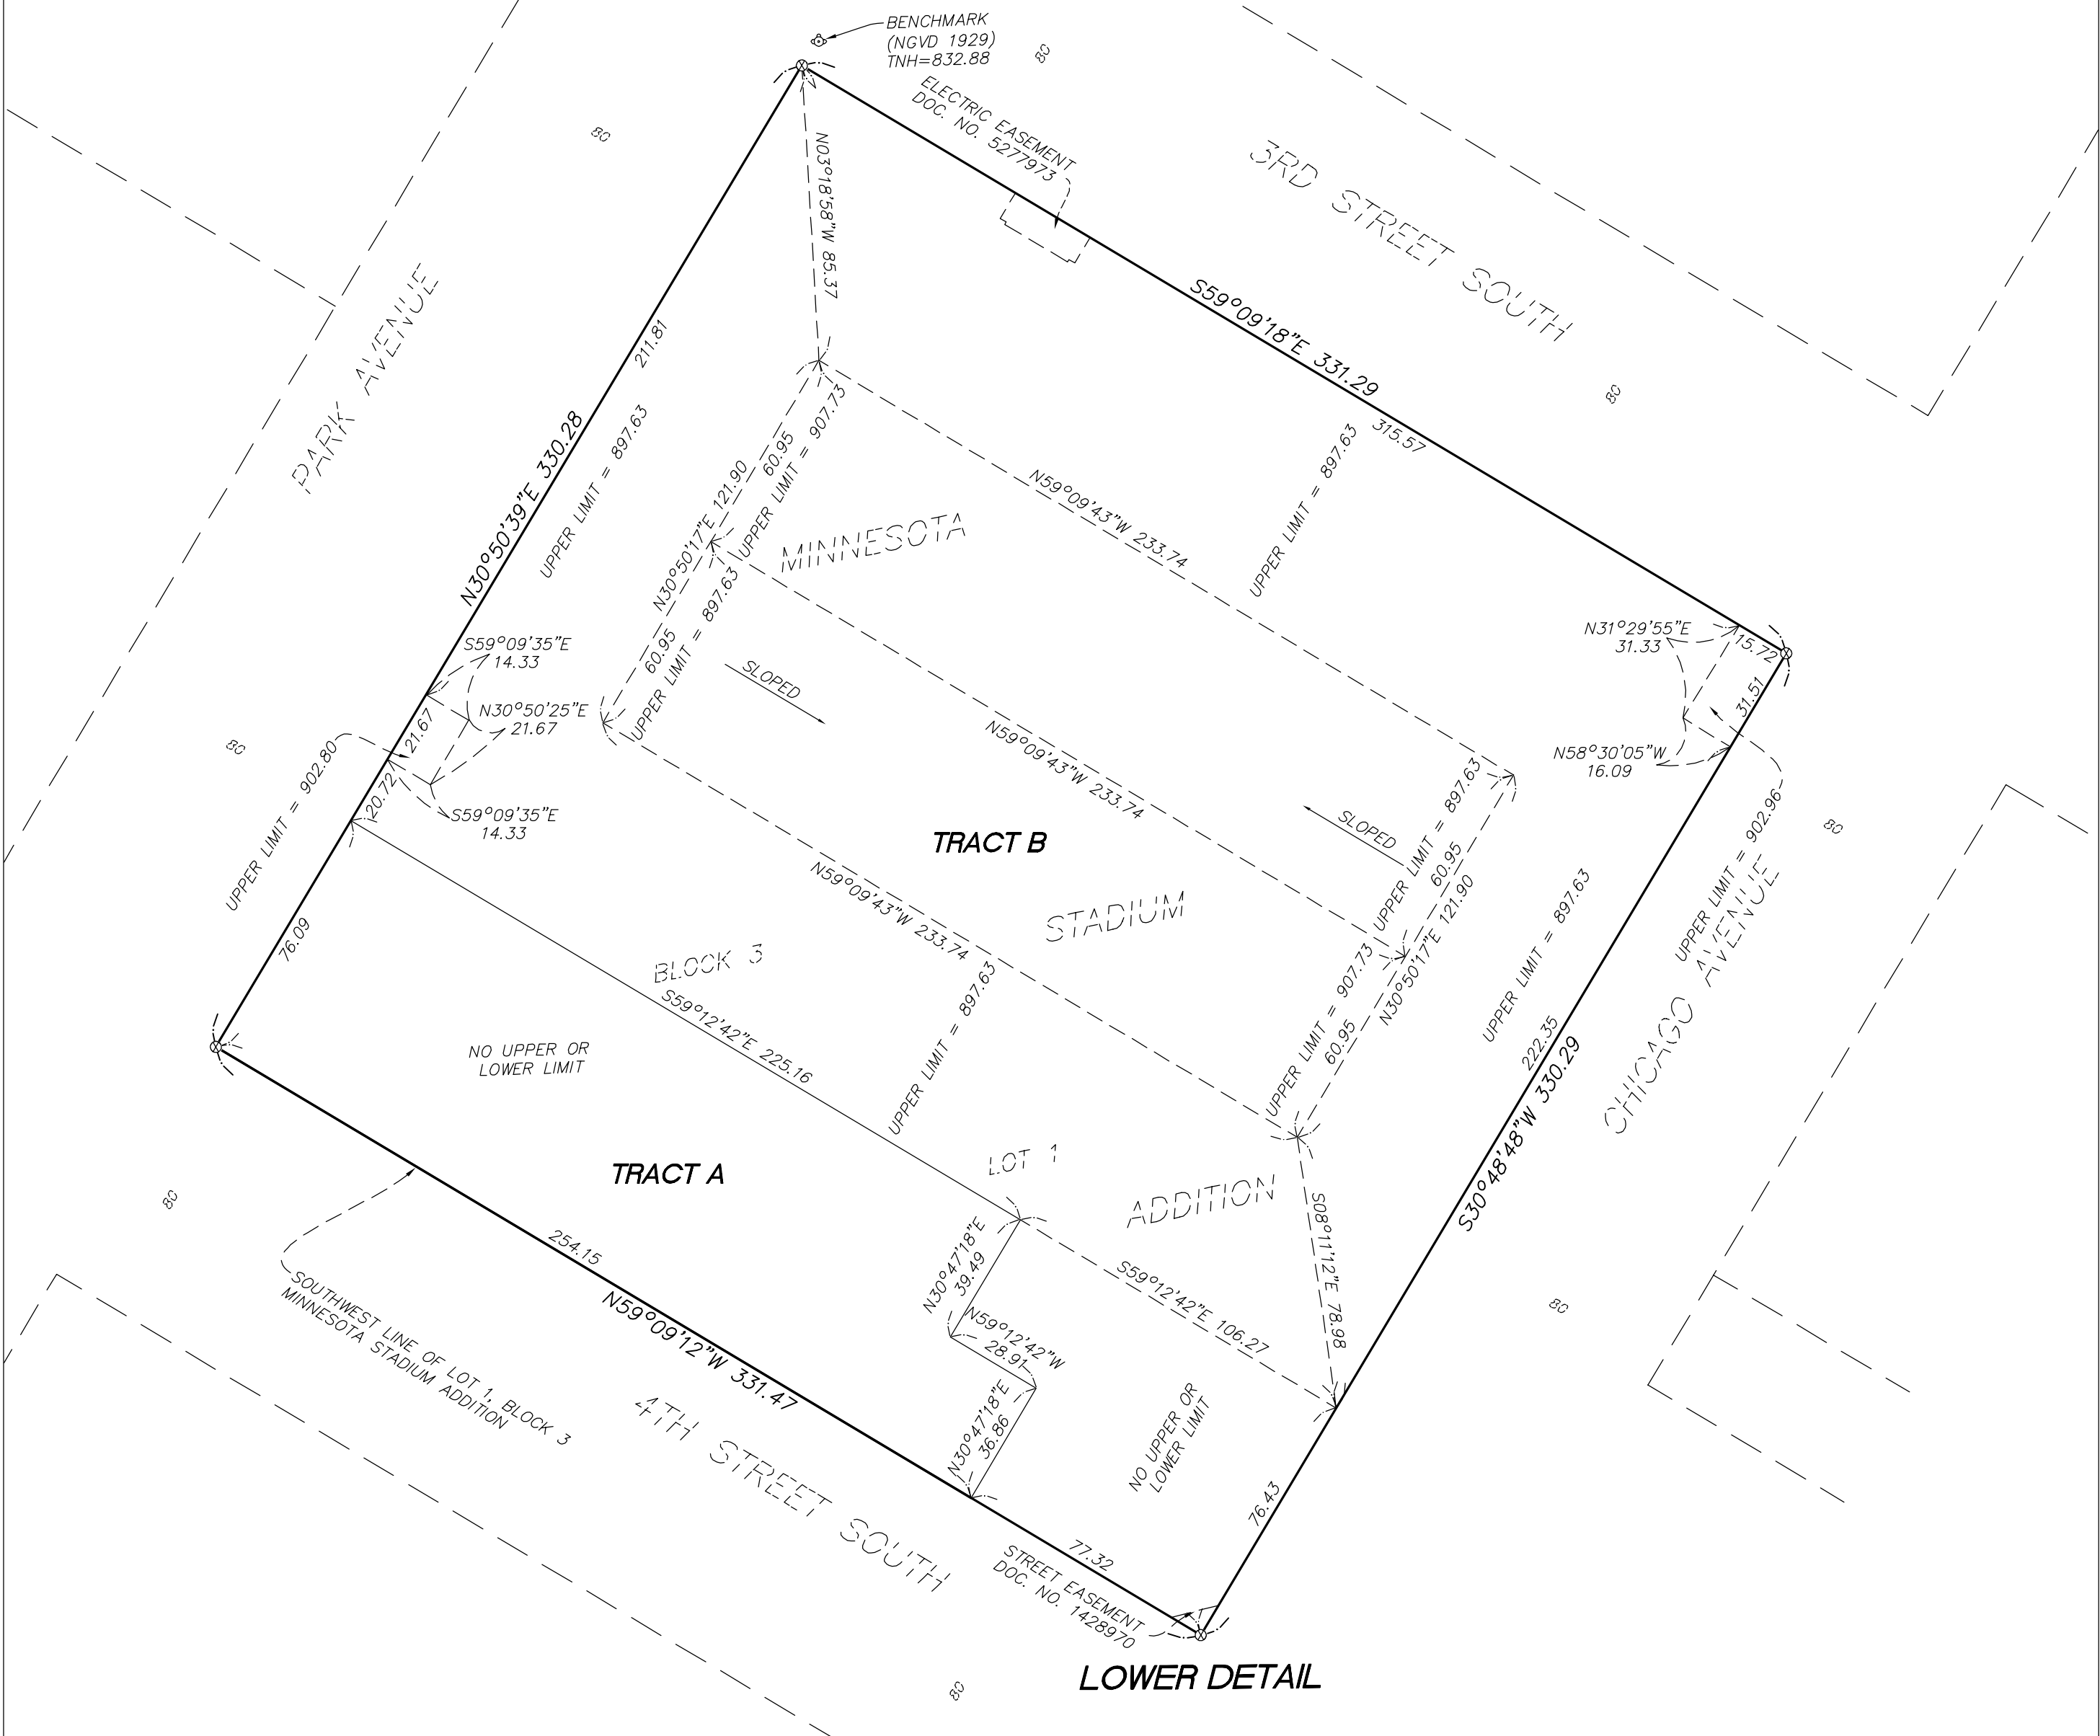 BENCHMARK
(NGVD 1929)
TNH=832.88
80
80
ELECTRIC EASEMENT
DOC. NO. 5277973
3RD STREET SOUTH
N03°18'58"W 85.37
PARK AVENUE
211.81
N30°50'39"E 330.28
UPPER LIMIT = 897.63
S59°09'18"E 331.29
315.57
80
UPPER LIMIT = 897.63
N30°50'17"E 121.90
60.95
UPPER LIMIT = 907.73
60.95
UPPER LIMIT = 897.63
MINNESOTA
N59°09'43"W 233.74
SLOPED
S59°09'35"E
14.33
N30°50'25"E
21.67
21.67
S59°09'35"E
14.33
20.72
80
UPPER LIMIT = 902.80
76.09
N31°29'55"E
31.33
15.72
31.51
N58°30'05"W
16.09
N59°09'43"W 233.74
SLOPED
TRACT B
UPPER LIMIT = 897.63
60.95
N30°50'17"E 121.90
UPPER LIMIT = 907.73
60.95
UPPER LIMIT = 897.63
UPPER LIMIT = 902.96
80
CHICAGO AVENUE
222.35
S30°48'48"W 330.29
N59°09'43"W 233.74
STADIUM
BLOCK 3
S59°12'42"E 225.16
UPPER LIMIT = 897.63
NO UPPER OR
LOWER LIMIT
TRACT A
LOT 1
ADDITION
S08°11'12"E 78.98
80
254.15
N59°09'12"W 331.47
N30°47'18"E
39.49
N59°12'42"W
28.91
N30°47'18"E
36.86
S59°12'42"E 106.27
NO UPPER OR
LOWER LIMIT
76.43
80
SOUTHWEST LINE OF LOT 1, BLOCK 3
MINNESOTA STADIUM ADDITION
4TH STREET SOUTH
77.32
STREET EASEMENT
DOC. NO. 1428970
80
LOWER DETAIL